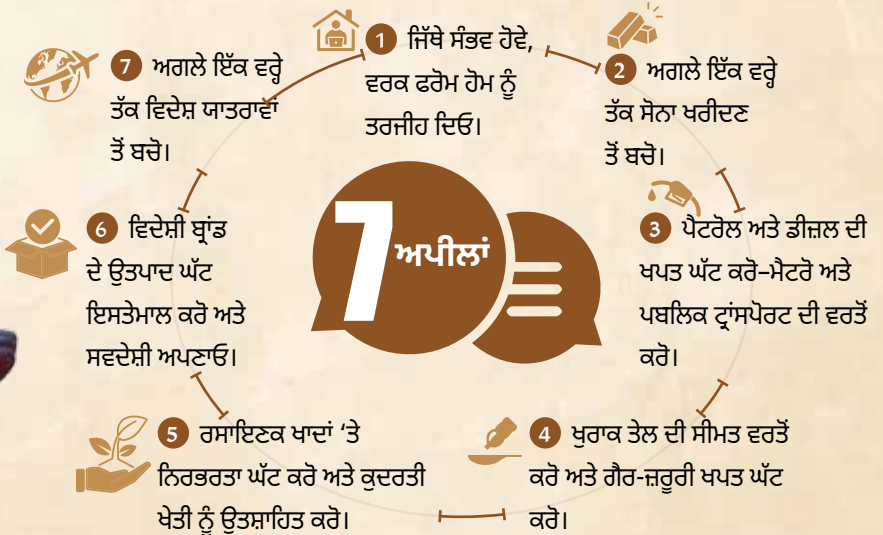 7 ਅਪੀਲਾਂ
1 ਜਿੱਥੇ ਸੰਭਵ ਹੋਵੇ,
ਵਰਕ ਫਰੋਮ ਹੋਮ ਨੂੰ
ਤਰਜੀਹ ਦਿਓ।
2 ਅਗਲੇ ਇੱਕ ਵਰ੍ਹੇ
ਤੱਕ ਸੋਨਾ ਖਰੀਦਣ
ਤੋਂ ਬਚੋ।
3 ਪੈਟਰੋਲ ਅਤੇ ਡੀਜ਼ਲ ਦੀ
ਖਪਤ ਘੱਟ ਕਰੋ–ਮੈਟਰੋ ਅਤੇ
ਪਬਲਿਕ ਟ੍ਰਾਂਸਪੋਰਟ ਦੀ ਵਰਤੋਂ
ਕਰੋ।
4 ਖੁਰਾਕ ਤੇਲ ਦੀ ਸੀਮਤ ਵਰਤੋਂ
ਕਰੋ ਅਤੇ ਗੈਰ-ਜ਼ਰੂਰੀ ਖਪਤ ਘੱਟ
ਕਰੋ।
5 ਰਸਾਇਣਕ ਖਾਦਾਂ ‘ਤੇ
ਨਿਰਭਰਤਾ ਘੱਟ ਕਰੋ ਅਤੇ ਕੁਦਰਤੀ
ਖੇਤੀ ਨੂੰ ਉਤਸ਼ਾਹਿਤ ਕਰੋ।
6 ਵਿਦੇਸ਼ੀ ਬ੍ਰਾਂਡ
ਦੇ ਉਤਪਾਦ ਘੱਟ
ਇਸਤੇਮਾਲ ਕਰੋ ਅਤੇ
ਸਵਦੇਸ਼ੀ ਅਪਣਾਓ।
7 ਅਗਲੇ ਇੱਕ ਵਰ੍ਹੇ
ਤੱਕ ਵਿਦੇਸ਼ ਯਾਤਰਾਵਾਂ
ਤੋਂ ਬਚੋ।